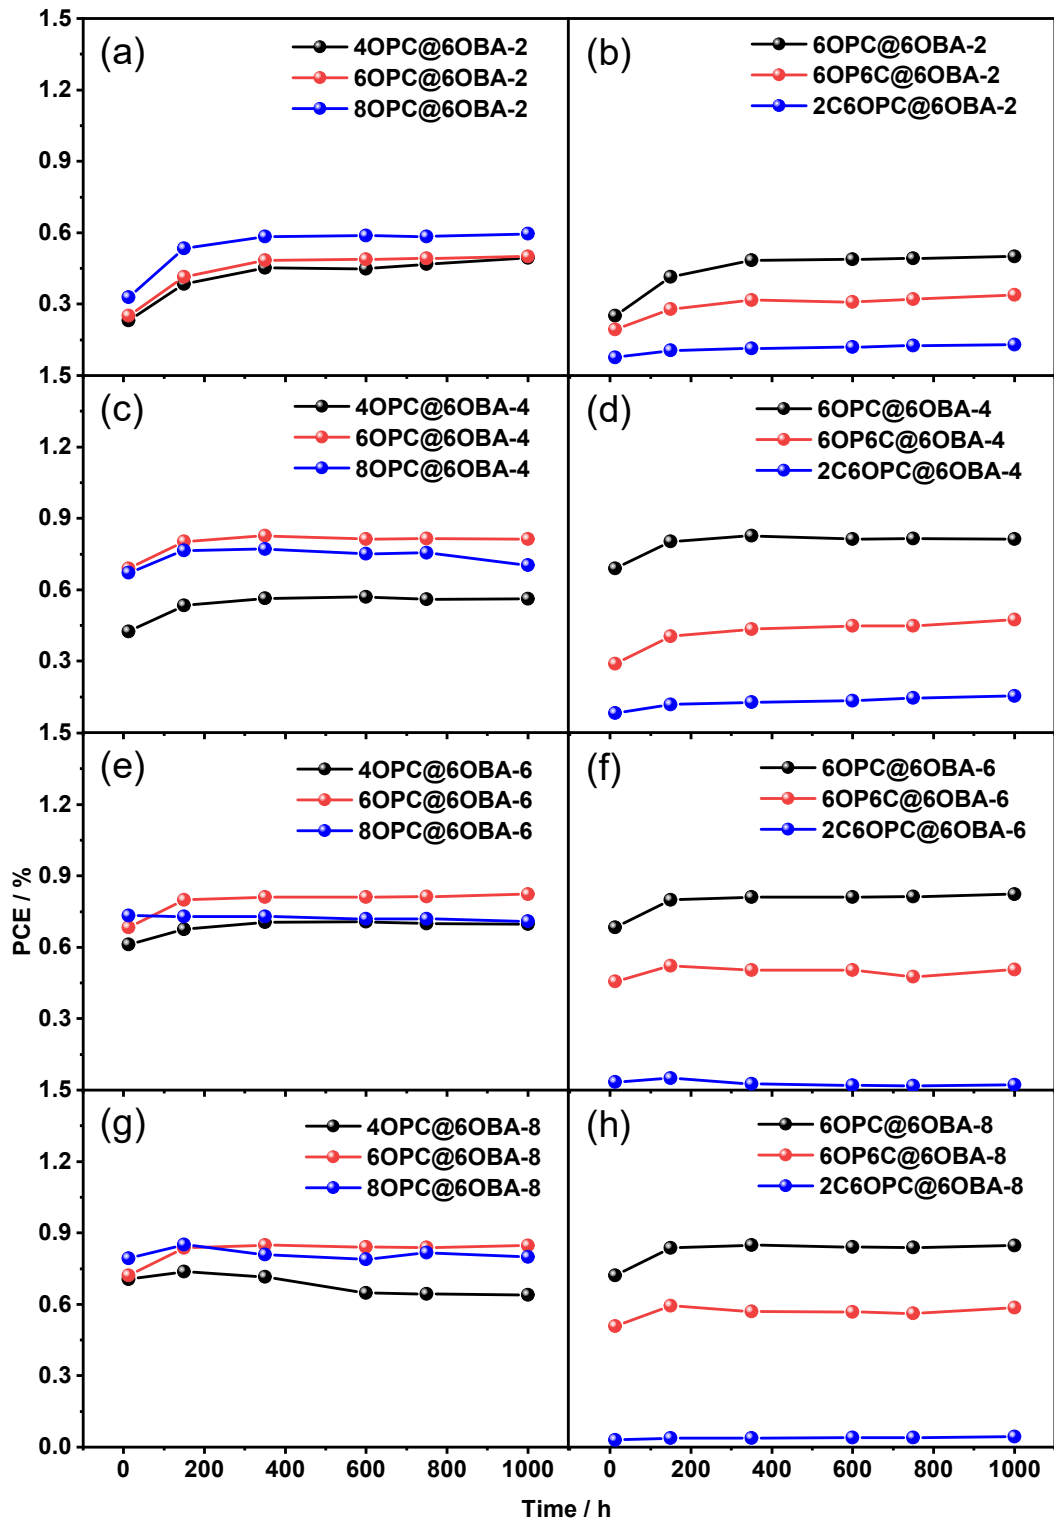 1.5
(a)
4OPC@6OBA-2
6OPC@6OBA-2
8OPC@6OBA-2
1.2
0.9
0.6
0.3
(b)
6OPC@6OBA-2
6OP6C@6OBA-2
2C6OPC@6OBA-2
1.5
(c)
4OPC@6OBA-4
6OPC@6OBA-4
8OPC@6OBA-4
1.2
0.9
0.6
0.3
(d)
6OPC@6OBA-4
6OP6C@6OBA-4
2C6OPC@6OBA-4
1.5
(e)
4OPC@6OBA-6
6OPC@6OBA-6
8OPC@6OBA-6
1.2
0.9
0.6
0.3
PCE / %
(f)
6OPC@6OBA-6
6OP6C@6OBA-6
2C6OPC@6OBA-6
1.5
(g)
4OPC@6OBA-8
6OPC@6OBA-8
8OPC@6OBA-8
1.2
0.9
0.6
0.3
0.0
(h)
6OPC@6OBA-8
6OP6C@6OBA-8
2C6OPC@6OBA-8
0 200 400 600 800 1000
0 200 400 600 800 1000
Time / h